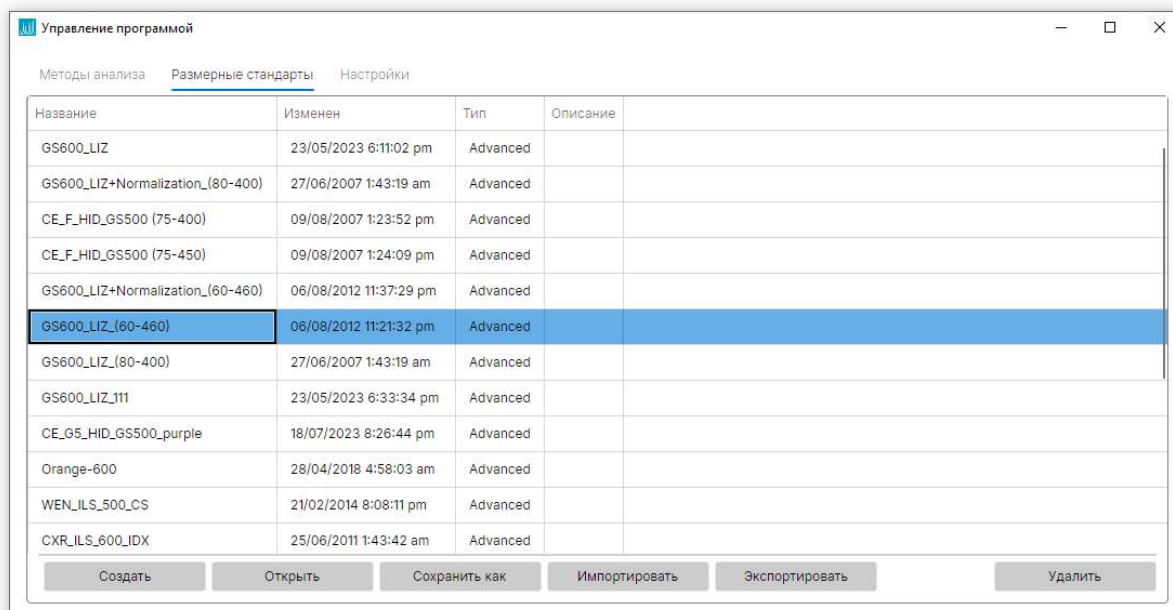 Управление программой
Методы анализа Размерные стандарты Настройки
Название Изменен Тип Описание
GS600_LIZ 23/05/2023 6:11:02 pm Advanced
GS600_LIZ+Normalization_(80-400) 27/06/2007 1:43:19 am Advanced
CE_F_HID_GS500 (75-400) 09/08/2007 1:23:52 pm Advanced
CE_F_HID_GS500 (75-450) 09/08/2007 1:24:09 pm Advanced
GS600_LIZ+Normalization_(60-460) 06/08/2012 11:37:29 pm Advanced
GS600_LIZ_(60-460) 06/08/2012 11:21:32 pm Advanced
GS600_LIZ_(80-400) 27/06/2007 1:43:19 am Advanced
GS600_LIZ_111 23/05/2023 6:33:34 pm Advanced
CE_G5_HID_GS500_purple 18/07/2023 8:26:44 pm Advanced
Orange-600 28/04/2018 4:58:03 am Advanced
WEN_ILS_500_CS 21/02/2014 8:08:11 pm Advanced
CXR_ILS_600_IDX 25/06/2011 1:43:42 am Advanced
Создать Открыть Сохранить как Импортировать Экспортировать Удалить